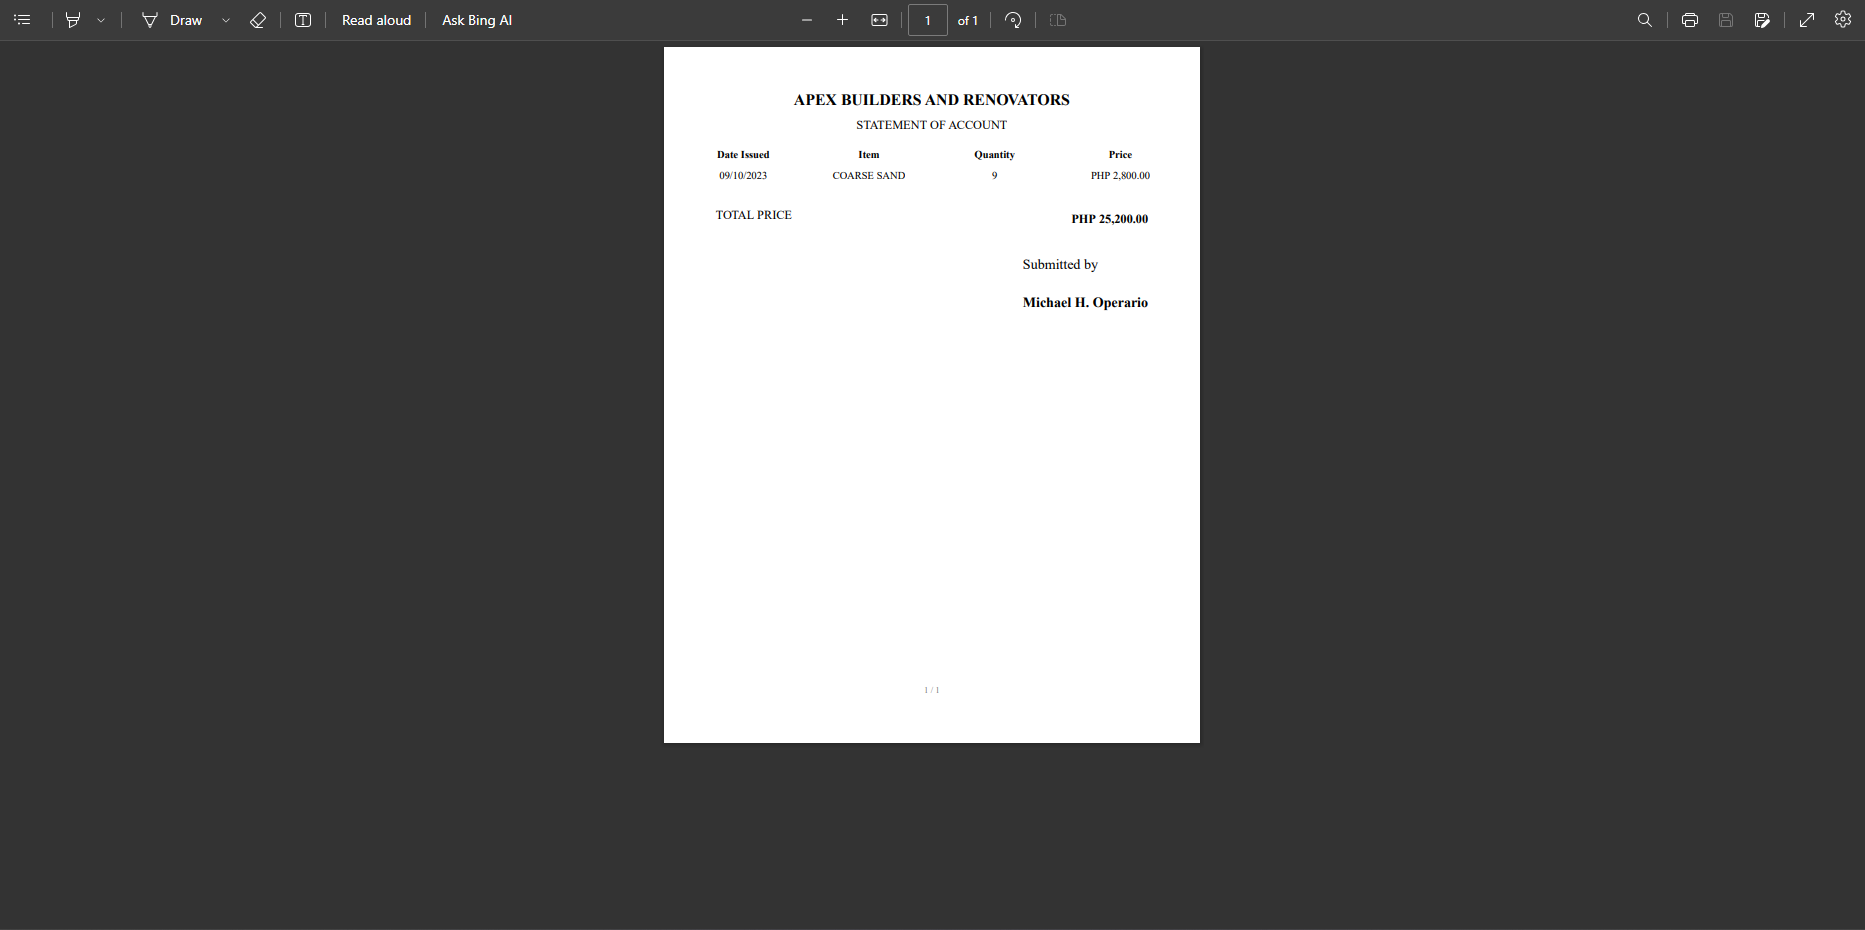 Draw Read aloud Ask Bing AI 1 of 1
APEX BUILDERS AND RENOVATORS
STATEMENT OF ACCOUNT
Date Issued Item Quantity Price
09/10/2023 COARSE SAND 9 PHP 2,800.00
TOTAL PRICE PHP 25,200.00
Submitted by
Michael H. Operario
1 / 1